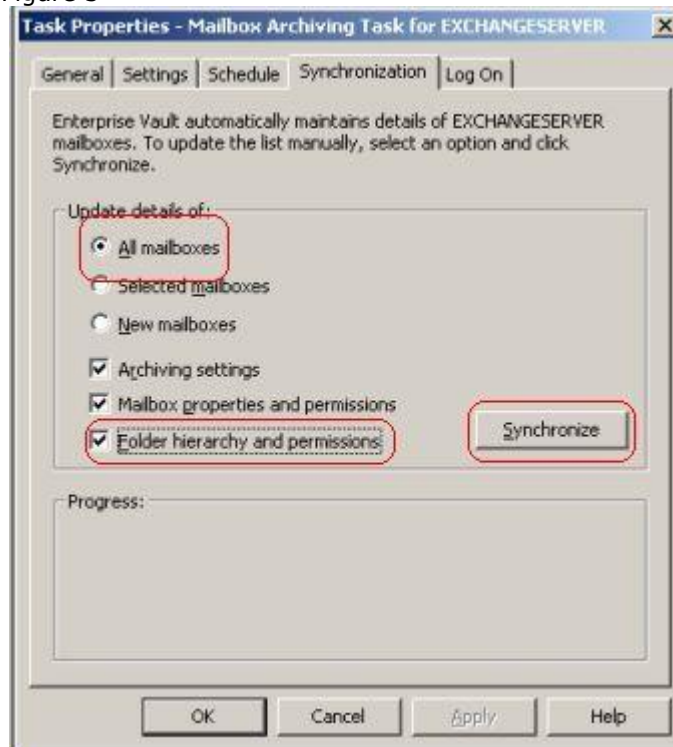 Task Properties - Mailbox Archiving Task for EXCHANGESERVER
General Settings Schedule Synchronization Log On
Enterprise Vault automatically maintains details of EXCHANGESERVER
mailboxes. To update the list manually, select an option and click
Synchronize.
Update details of:
All mailboxes
Selected mailboxes
New mailboxes
Archiving settings
Mailbox properties and permissions
Folder hierarchy and permissions
Synchronize
Progress:
OK Cancel Apply Help